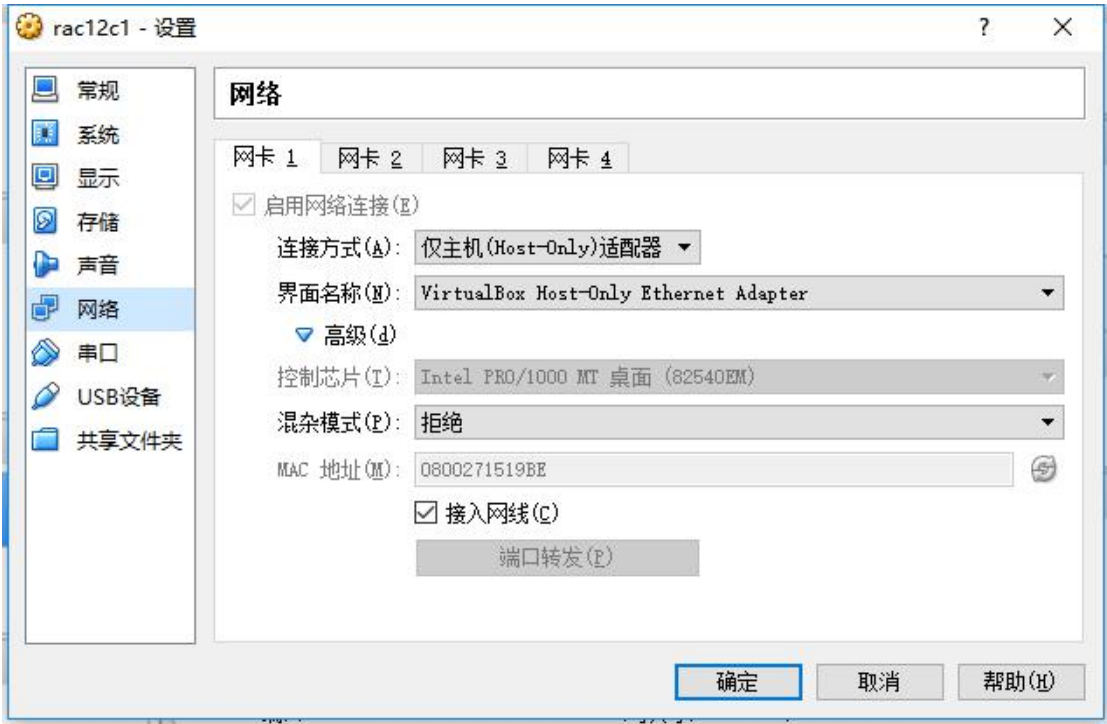 rac12c1 - 设置
?
常规
系统
显示
存储
声音
网络
串口
USB设备
共享文件夹
网络
网卡 1 网卡 2 网卡 3 网卡 4
启用网络连接(E)
连接方式(A): 仅主机(Host-Only)适配器
界面名称(N): VirtualBox Host-Only Ethernet Adapter
高级(d)
控制芯片(T): Intel PRO/1000 MT 桌面 (82540EM)
混杂模式(P): 拒绝
MAC 地址(M): 0800271519BE
接入网线(C)
端口转发(P)
确定 取消 帮助(H)